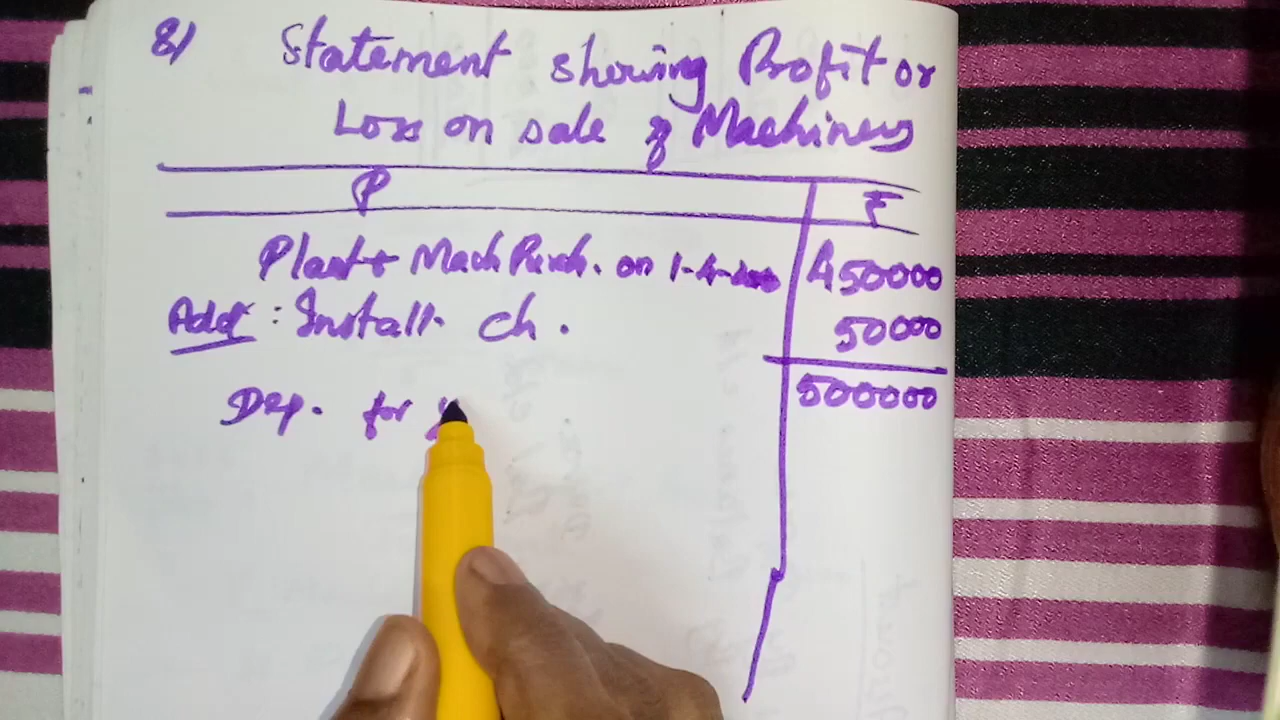 8) Statement showing Profit or
Loss on sale of Machinery
P ₹
Plant + Mach Purch. on 1-4- 450000
Add : Install. ch. 50000
500000
Dep. for